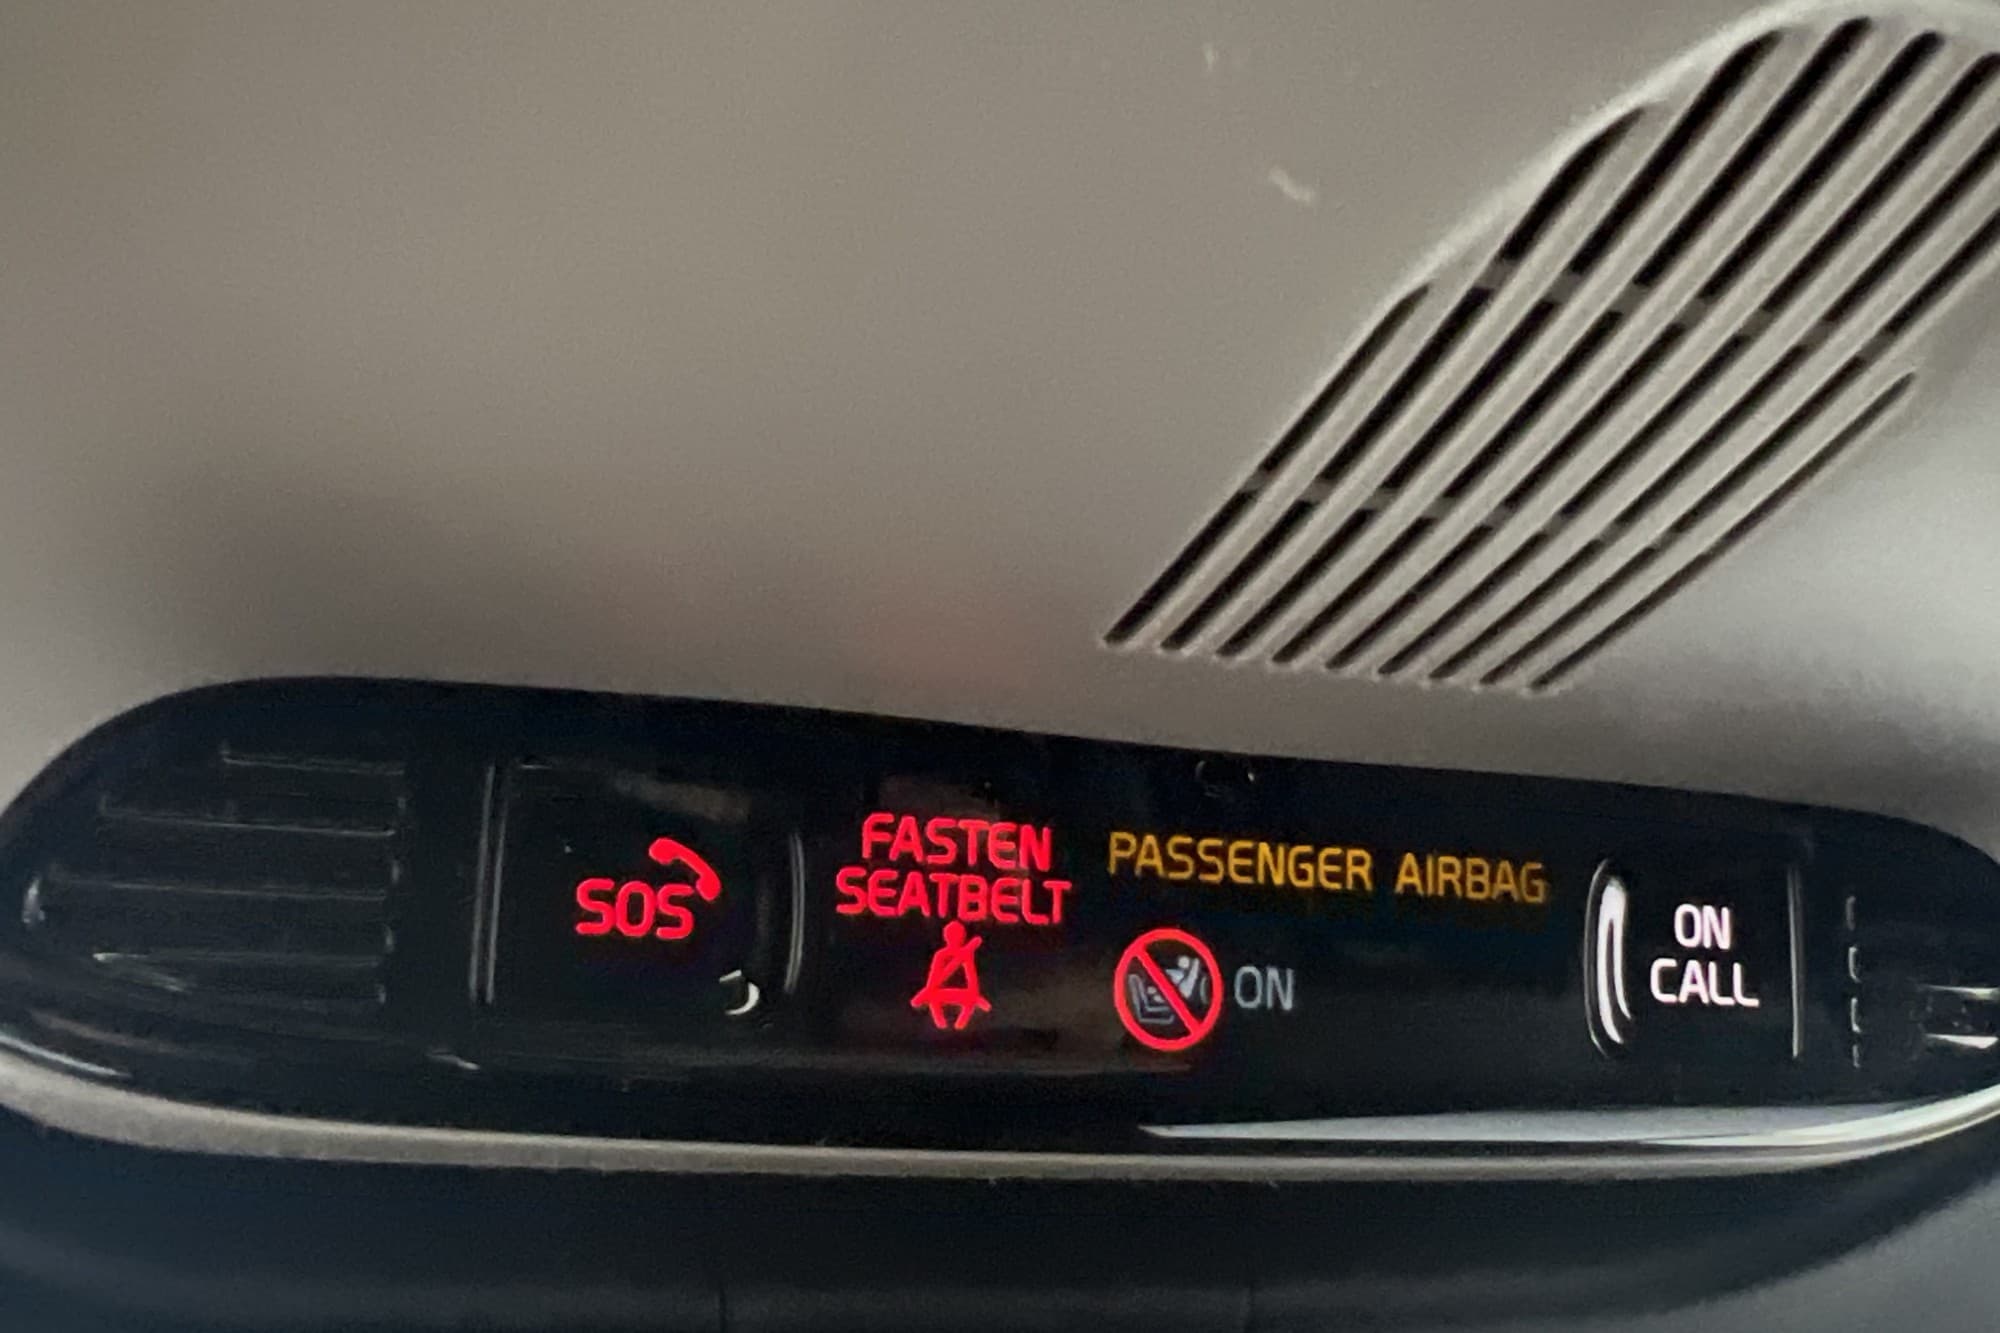 SOS
FASTEN
SEATBELT
PASSENGER AIRBAG
ON
ON
CALL